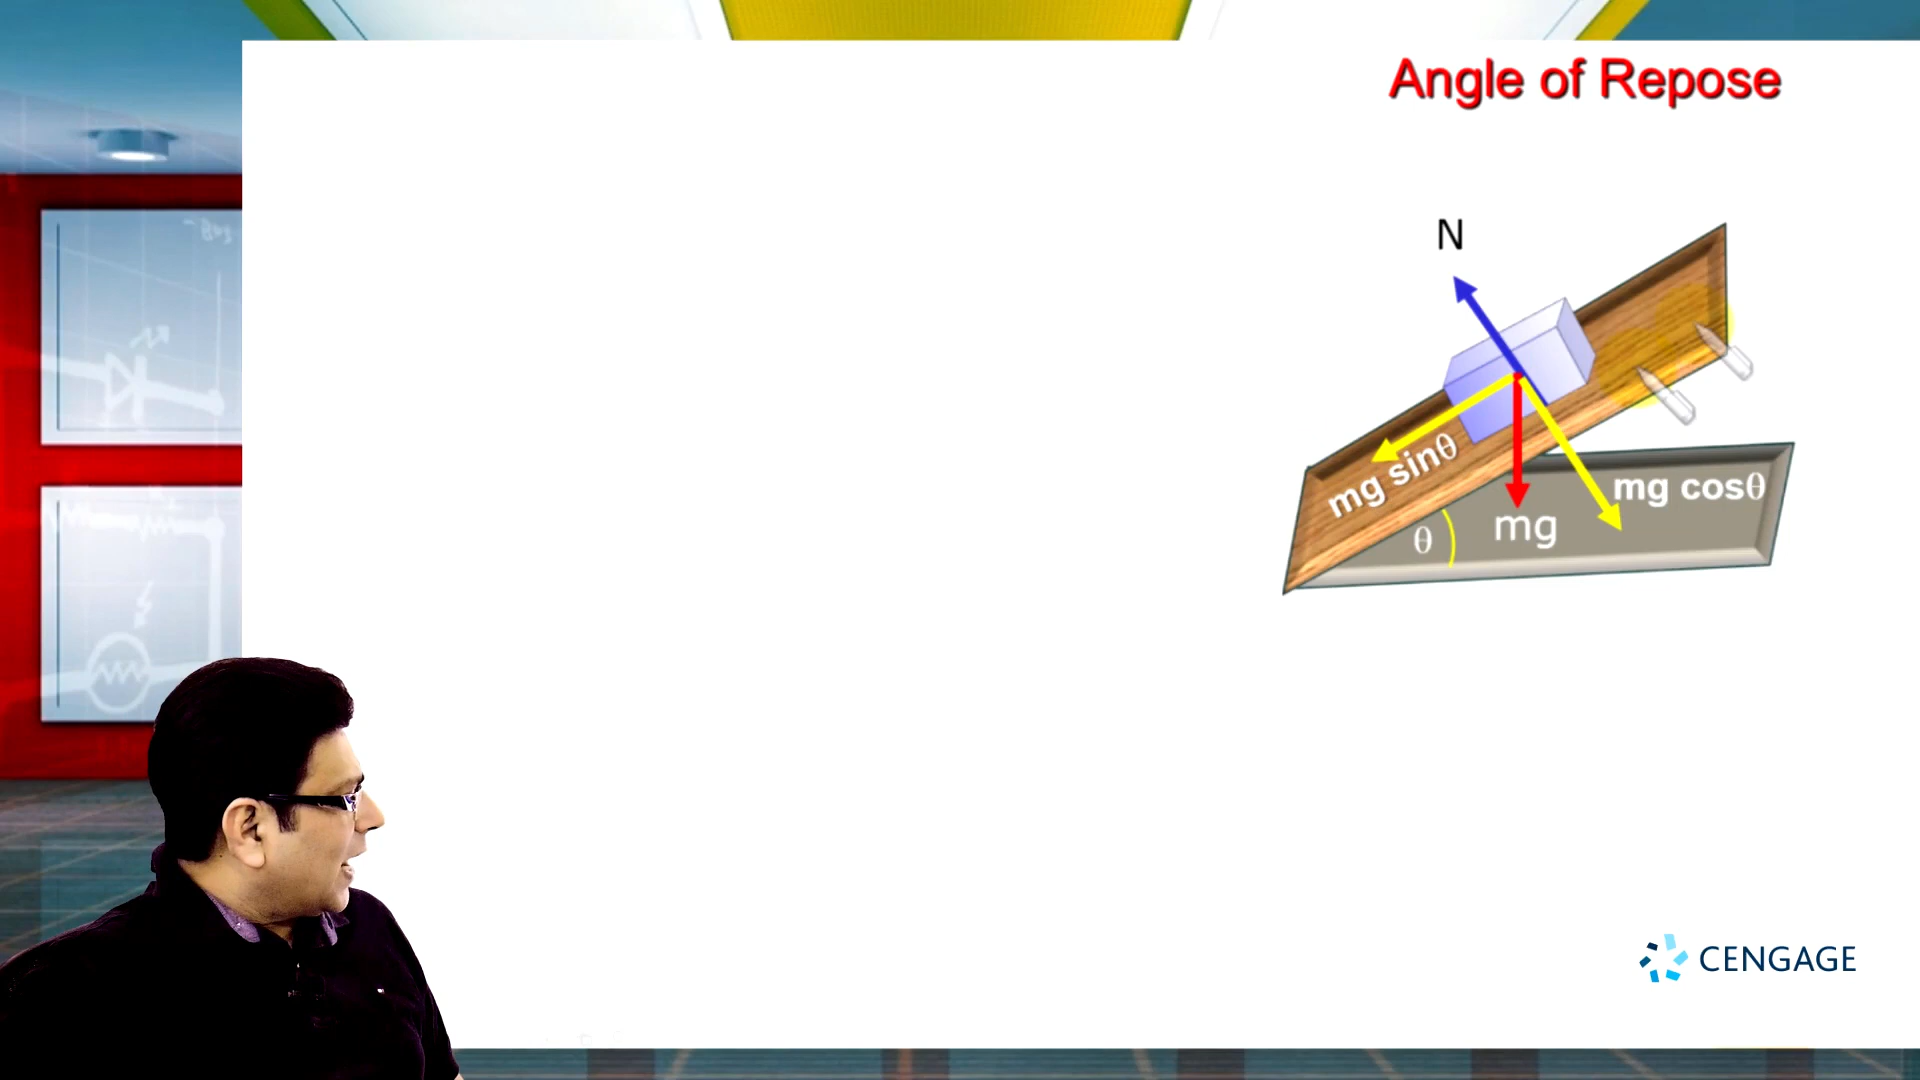 Angle of Repose
N
mg sinθ
mg cosθ
mg
θ
CENGAGE